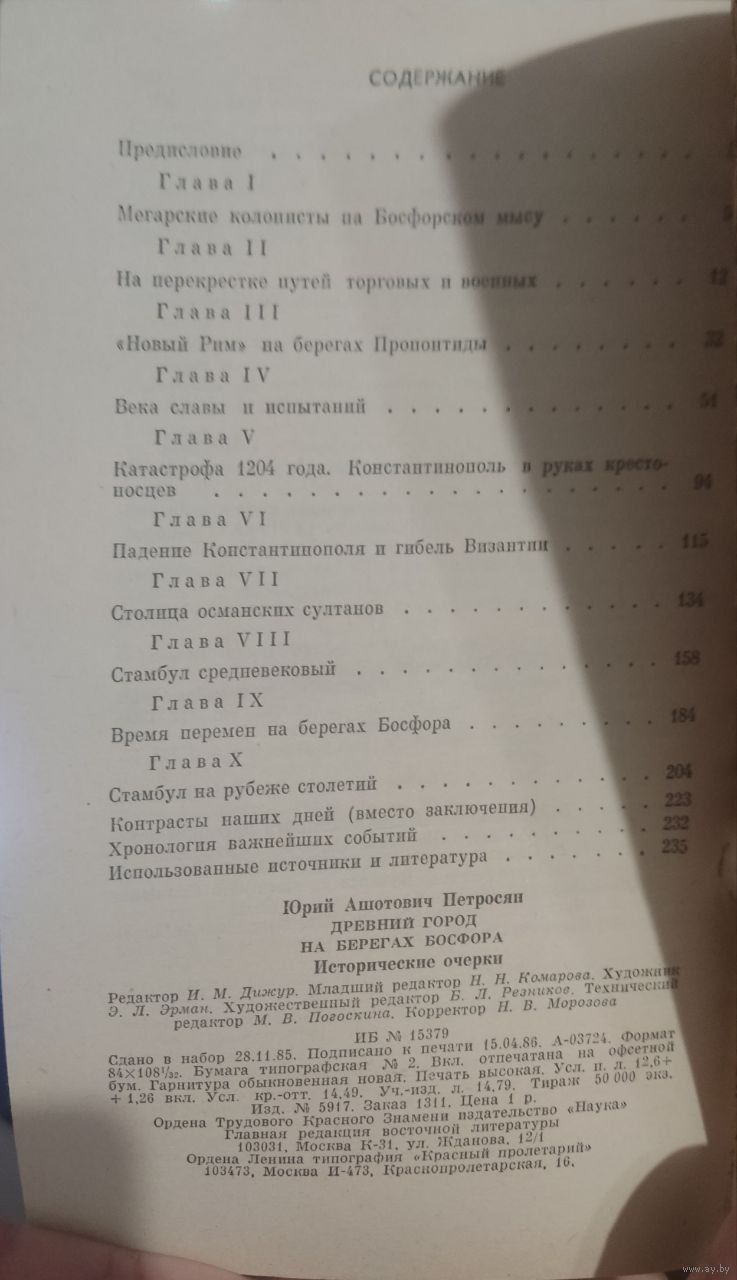 СОДЕРЖАНИЕ
Предисловие . . . . . . . . . . . . . . . . . .
Глава I
Мегарские колонисты на Босфорском мысу . . . . . . 5
Глава II
На перекрестке путей торговых и военных . . . . . . 12
Глава III
«Новый Рим» на берегах Пропонтиды . . . . . . . . 32
Глава IV
Века славы и испытаний . . . . . . . . . . . . . 54
Глава V
Катастрофа 1204 года. Константинополь в руках кресто-
носцев . . . . . . . . . . . . . . . . . . 94
Глава VI
Падение Константинополя и гибель Византии . . . . . 115
Глава VII
Столица османских султанов . . . . . . . . . . . . 134
Глава VIII
Стамбул средневековый . . . . . . . . . . . . . . 158
Глава IX
Время перемен на берегах Босфора . . . . . . . . . 184
Глава X
Стамбул на рубеже столетий . . . . . . . . . . . . 204
Контрасты наших дней (вместо заключения) . . . . . 223
Хронология важнейших событий . . . . . . . . . . 232
Использованные источники и литература . . . . . . . 235
Юрий Ашотович Петросян
ДРЕВНИЙ ГОРОД
НА БЕРЕГАХ БОСФОРА
Исторические очерки
Редактор И. М. Дижур. Младший редактор Н. Н. Комарова. Художник
Э. Л. Эрман. Художественный редактор Б. Л. Резников. Технический
редактор М. В. Погоскина. Корректор Н. В. Морозова
ИБ № 15379
Сдано в набор 28.11.85. Подписано к печати 15.04.86. А-03724. Формат
84×108¹/₃₂. Бумага типографская № 2. Вкл. отпечатана на офсетной
бум. Гарнитура обыкновенная новая. Печать высокая. Усл. п. л. 12,6+
+1,26 вкл. Усл. кр.-отт. 14,49. Уч.-изд. л. 14,79. Тираж 50 000 экз.
Изд. № 5917. Заказ 1311. Цена 1 р.
Ордена Трудового Красного Знамени издательство «Наука»
Главная редакция восточной литературы
103031, Москва К-31, ул. Жданова, 12/1
Ордена Ленина типография «Красный пролетарий»
103473, Москва И-473, Краснопролетарская, 16.
www.ay.by